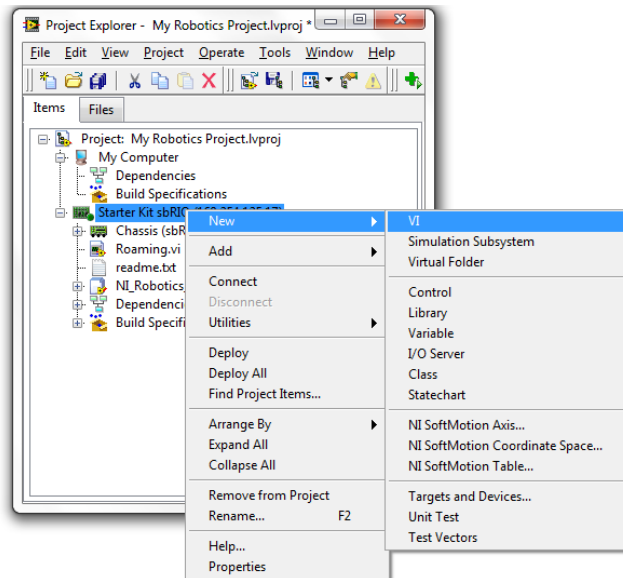 Project Explorer - My Robotics Project.lvproj *
File Edit View Project Operate Tools Window Help
Items Files
Project: My Robotics Project.lvproj
My Computer
Dependencies
Build Specifications
Starter Kit sbRIO
Chassis (sbR
Roaming.vi
readme.txt
NI_Robotics_
Dependenci
Build Specifi
New
Add
Connect
Disconnect
Utilities
Deploy
Deploy All
Find Project Items...
Arrange By
Expand All
Collapse All
Remove from Project
Rename... F2
Help...
Properties
VI
Simulation Subsystem
Virtual Folder
Control
Library
Variable
I/O Server
Class
Statechart
NI SoftMotion Axis...
NI SoftMotion Coordinate Space...
NI SoftMotion Table...
Targets and Devices...
Unit Test
Test Vectors